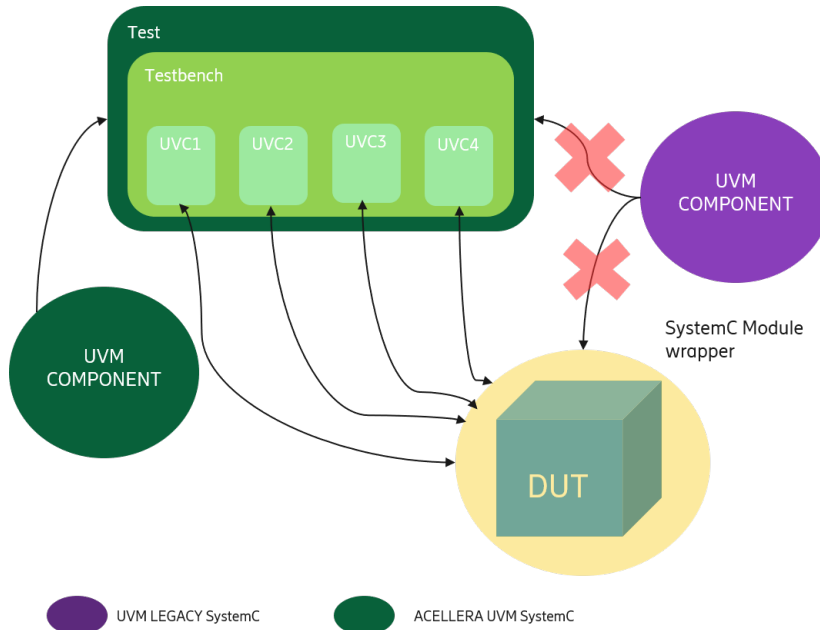 Test
Testbench
UVC1
UVC2
UVC3
UVC4
UVM
COMPONENT
UVM
COMPONENT
SystemC Module
wrapper
DUT
UVM LEGACY SystemC
ACELLERA UVM SystemC